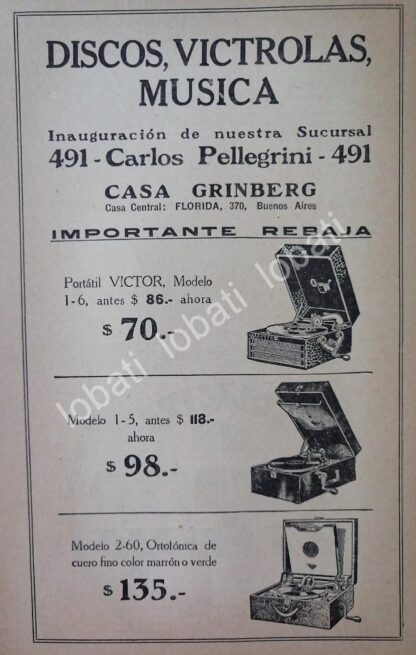 DISCOS, VICTROLAS,
MUSICA
Inauguración de nuestra Sucursal
491 - Carlos Pellegrini - 491
CASA GRINBERG
Casa Central: FLORIDA, 370, Buenos Aires
IMPORTANTE REBAJA
Portátil VICTOR, Modelo
1-6, antes $ 86.- ahora
$ 70.-
Modelo 1-5, antes $ 118.-
ahora
$ 98.-
Modelo 2-60, Ortofónica de
cuero fino color marrón o verde
$ 135.-
lobati lobati lobati